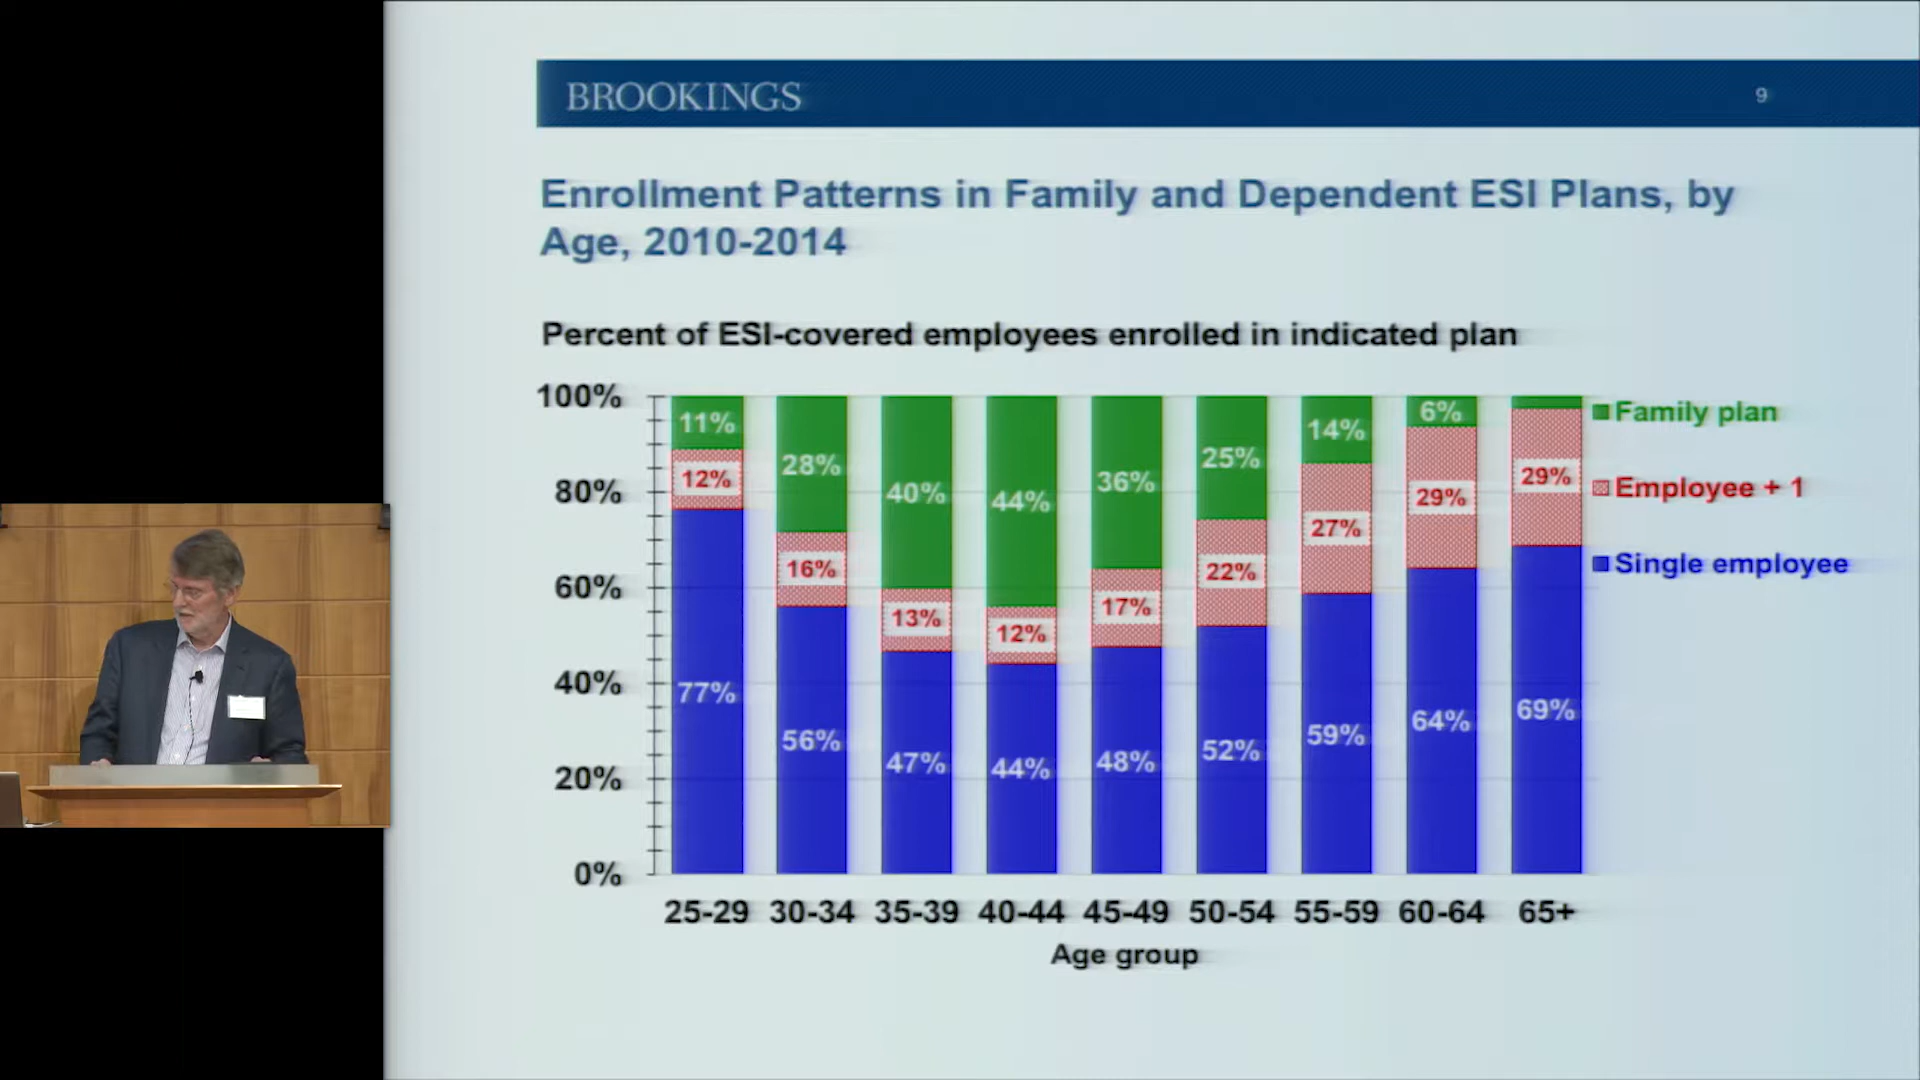 BROOKINGS
9
Enrollment Patterns in Family and Dependent ESI Plans, by
Age, 2010-2014
Percent of ESI-covered employees enrolled in indicated plan
100%
80%
60%
40%
20%
0%
11% 28% 40% 44% 36% 25% 14% 6%
12% 16% 13% 12% 17% 22% 27% 29% 29%
77% 56% 47% 44% 48% 52% 59% 64% 69%
Family plan
Employee + 1
Single employee
25-29 30-34 35-39 40-44 45-49 50-54 55-59 60-64 65+
Age group